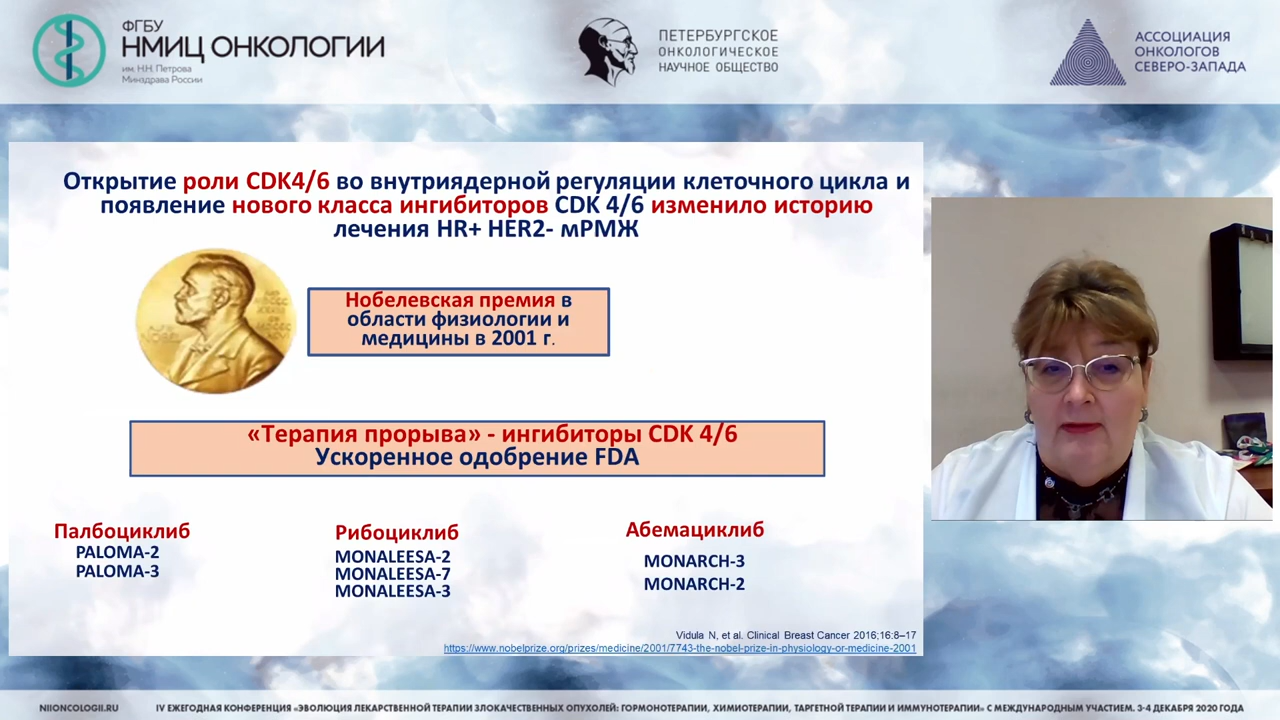 ФГБУ
НМИЦ ОНКОЛОГИИ
им. Н.Н. Петрова
Минздрава России
ПЕТЕРБУРГСКОЕ
ОНКОЛОГИЧЕСКОЕ
НАУЧНОЕ ОБЩЕСТВО
АССОЦИАЦИЯ
ОНКОЛОГОВ
СЕВЕРО-ЗАПАДА
Открытие роли CDK4/6 во внутриядерной регуляции клеточного цикла и
появление нового класса ингибиторов CDK 4/6 изменило историю
лечения HR+ HER2- мРМЖ
Нобелевская премия в
области физиологии и
медицины в 2001 г.
«Терапия прорыва» - ингибиторы CDK 4/6
Ускоренное одобрение FDA
Палбоциклиб
PALOMA-2
PALOMA-3
Рибоциклиб
MONALEESA-2
MONALEESA-7
MONALEESA-3
Абемациклиб
MONARCH-3
MONARCH-2
Vidula N, et al. Clinical Breast Cancer 2016;16:8–17
https://www.nobelprize.org/prizes/medicine/2001/7743-the-nobel-prize-in-physiology-or-medicine-2001
NIIONCOLOGII.RU
IV ЕЖЕГОДНАЯ КОНФЕРЕНЦИЯ «ЭВОЛЮЦИЯ ЛЕКАРСТВЕННОЙ ТЕРАПИИ ЗЛОКАЧЕСТВЕННЫХ ОПУХОЛЕЙ: ГОРМОНОТЕРАПИИ, ХИМИОТЕРАПИИ, ТАРГЕТНОЙ ТЕРАПИИ И ИММУНОТЕРАПИИ» С МЕЖДУНАРОДНЫМ УЧАСТИЕМ. 3-4 ДЕКАБРЯ 2020 ГОДА